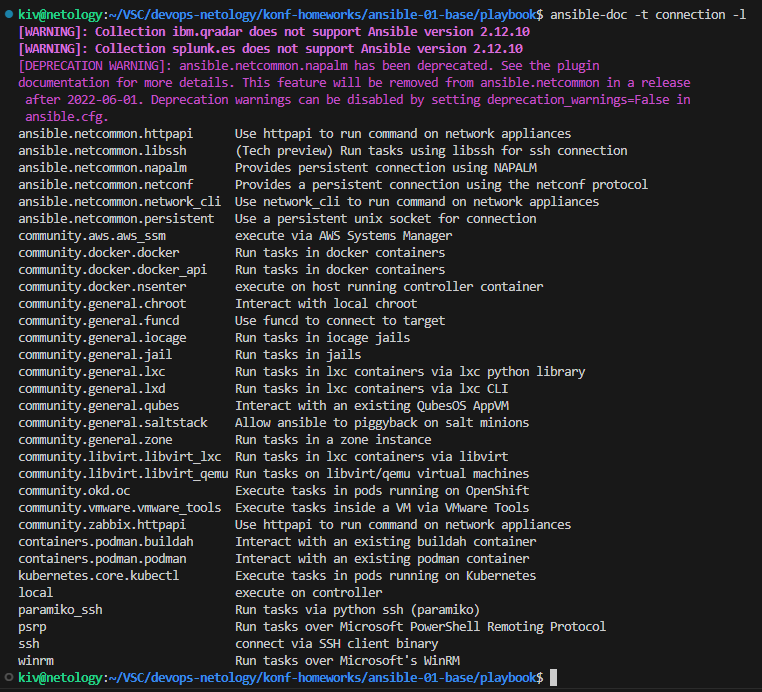 kiv@netology:~/VSC/devops-netology/konf-homeworks/ansible-01-base/playbook$ ansible-doc -t connection -l
[WARNING]: Collection ibm.qradar does not support Ansible version 2.12.10
[WARNING]: Collection splunk.es does not support Ansible version 2.12.10
[DEPRECATION WARNING]: ansible.netcommon.napalm has been deprecated. See the plugin
documentation for more details. This feature will be removed from ansible.netcommon in a release
 after 2022-06-01. Deprecation warnings can be disabled by setting deprecation_warnings=False in
 ansible.cfg.
ansible.netcommon.httpapi     Use httpapi to run command on network appliances
ansible.netcommon.libssh      (Tech preview) Run tasks using libssh for ssh connection
ansible.netcommon.napalm      Provides persistent connection using NAPALM
ansible.netcommon.netconf     Provides a persistent connection using the netconf protocol
ansible.netcommon.network_cli Use network_cli to run command on network appliances
ansible.netcommon.persistent  Use a persistent unix socket for connection
community.aws.aws_ssm         execute via AWS Systems Manager
community.docker.docker       Run tasks in docker containers
community.docker.docker_api   Run tasks in docker containers
community.docker.nsenter      execute on host running controller container
community.general.chroot      Interact with local chroot
community.general.funcd       Use funcd to connect to target
community.general.iocage      Run tasks in iocage jails
community.general.jail        Run tasks in jails
community.general.lxc         Run tasks in lxc containers via lxc python library
community.general.lxd         Run tasks in lxc containers via lxc CLI
community.general.qubes       Interact with an existing QubesOS AppVM
community.general.saltstack   Allow ansible to piggyback on salt minions
community.general.zone        Run tasks in a zone instance
community.libvirt.libvirt_lxc  Run tasks in lxc containers via libvirt
community.libvirt.libvirt_qemu Run tasks on libvirt/qemu virtual machines
community.okd.oc              Execute tasks in pods running on OpenShift
community.vmware.vmware_tools  Execute tasks inside a VM via VMware Tools
community.zabbix.httpapi      Use httpapi to run command on network appliances
containers.podman.buildah     Interact with an existing buildah container
containers.podman.podman      Interact with an existing podman container
kubernetes.core.kubectl       Execute tasks in pods running on Kubernetes
local                         execute on controller
paramiko_ssh                  Run tasks via python ssh (paramiko)
psrp                          Run tasks over Microsoft PowerShell Remoting Protocol
ssh                           connect via SSH client binary
winrm                         Run tasks over Microsoft's WinRM
kiv@netology:~/VSC/devops-netology/konf-homeworks/ansible-01-base/playbook$